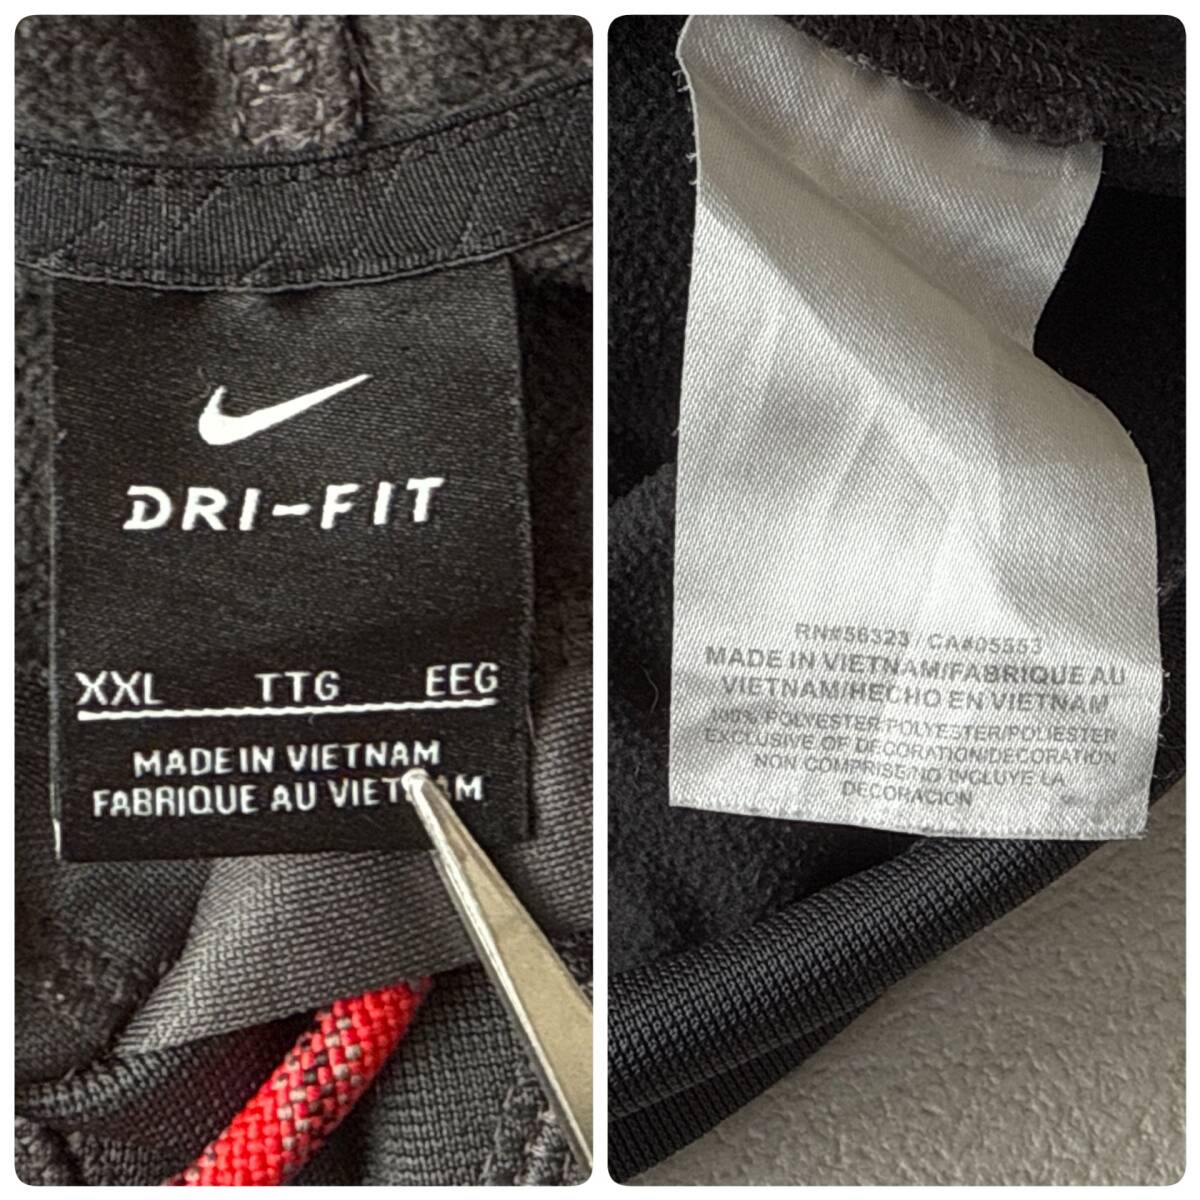 DRI-FIT
XXL TTG EEG
MADE IN VIETNAM
FABRIQUE AU VIETNAM
RN#56323 / CA#05553
MADE IN VIETNAM/FABRIQUE AU
VIETNAM/HECHO EN VIETNAM
100% POLYESTER/POLYESTER/POLIESTER
EXCLUSIVE OF DECORATION/DECORATION
NON COMPRISE/NO INCLUYE LA
DECORACION